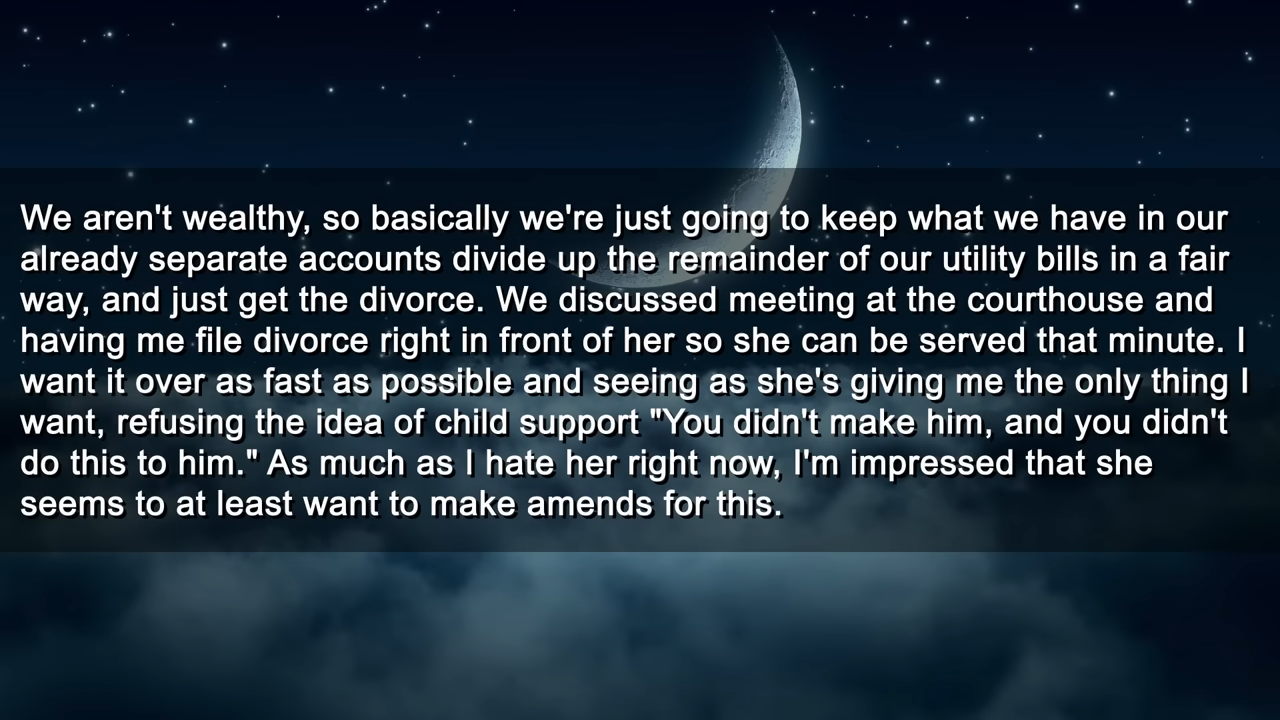 We aren't wealthy, so basically we're just going to keep what we have in our
already separate accounts divide up the remainder of our utility bills in a fair
way, and just get the divorce. We discussed meeting at the courthouse and
having me file divorce right in front of her so she can be served that minute. I
want it over as fast as possible and seeing as she's giving me the only thing I
want, refusing the idea of child support "You didn't make him, and you didn't
do this to him." As much as I hate her right now, I'm impressed that she
seems to at least want to make amends for this.